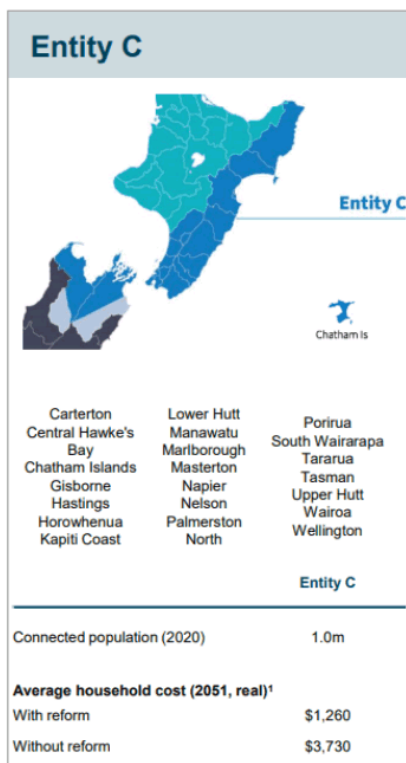 Entity C
Entity C
Chatham Is
Carterton
Central Hawke's
Bay
Chatham Islands
Gisborne
Hastings
Horowhenua
Kapiti Coast
Lower Hutt
Manawatu
Marlborough
Masterton
Napier
Nelson
Palmerston
North
Porirua
South Wairarapa
Tararua
Tasman
Upper Hutt
Wairoa
Wellington
Entity C
Connected population (2020) 1.0m
Average household cost (2051, real)¹
With reform $1,260
Without reform $3,730